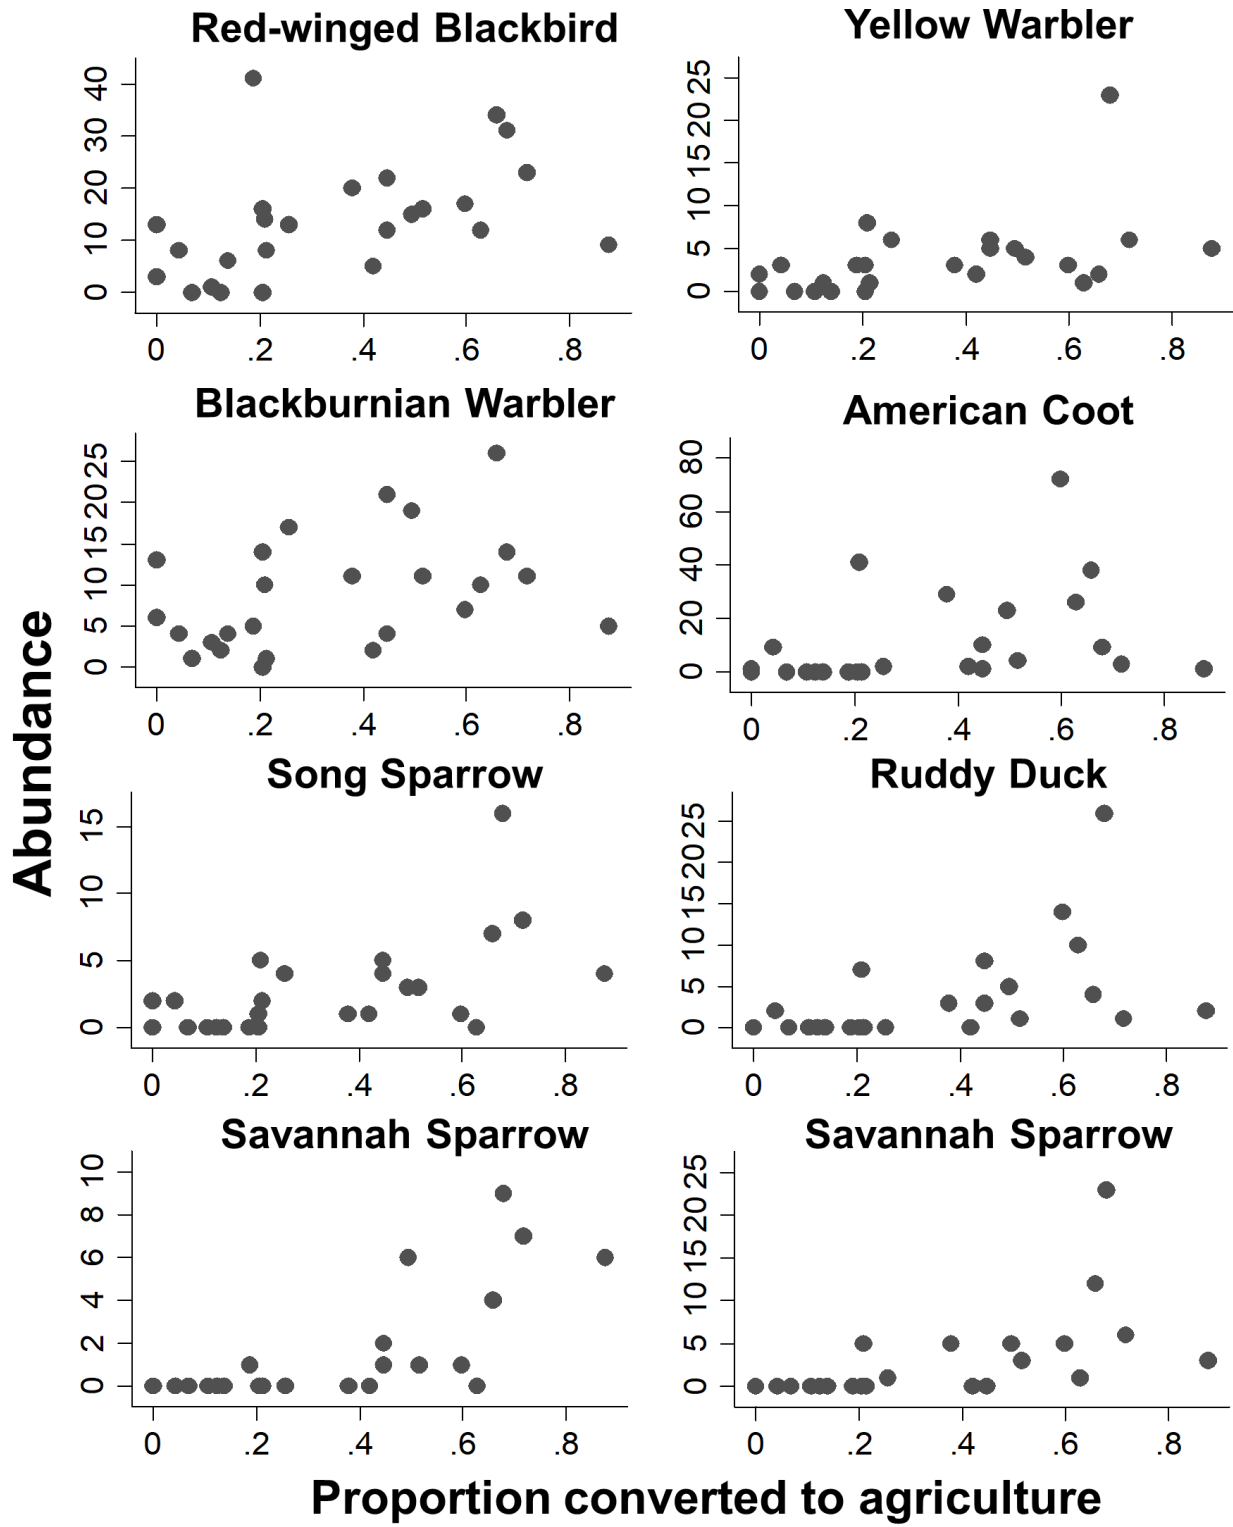 Red-winged Blackbird
Yellow Warbler
0 10 20 30 40
0 5 10 15 20 25
0 .2 .4 .6 .8
0 .2 .4 .6 .8
Blackburnian Warbler
American Coot
0 5 10 15 20 25
0 20 40 60 80
0 .2 .4 .6 .8
0 .2 .4 .6 .8
Abundance
Song Sparrow
Ruddy Duck
0 5 10 15
0 5 10 15 20 25
0 .2 .4 .6 .8
0 .2 .4 .6 .8
Savannah Sparrow
Savannah Sparrow
0 2 4 6 8 10
0 5 10 15 20 25
0 .2 .4 .6 .8
0 .2 .4 .6 .8
Proportion converted to agriculture